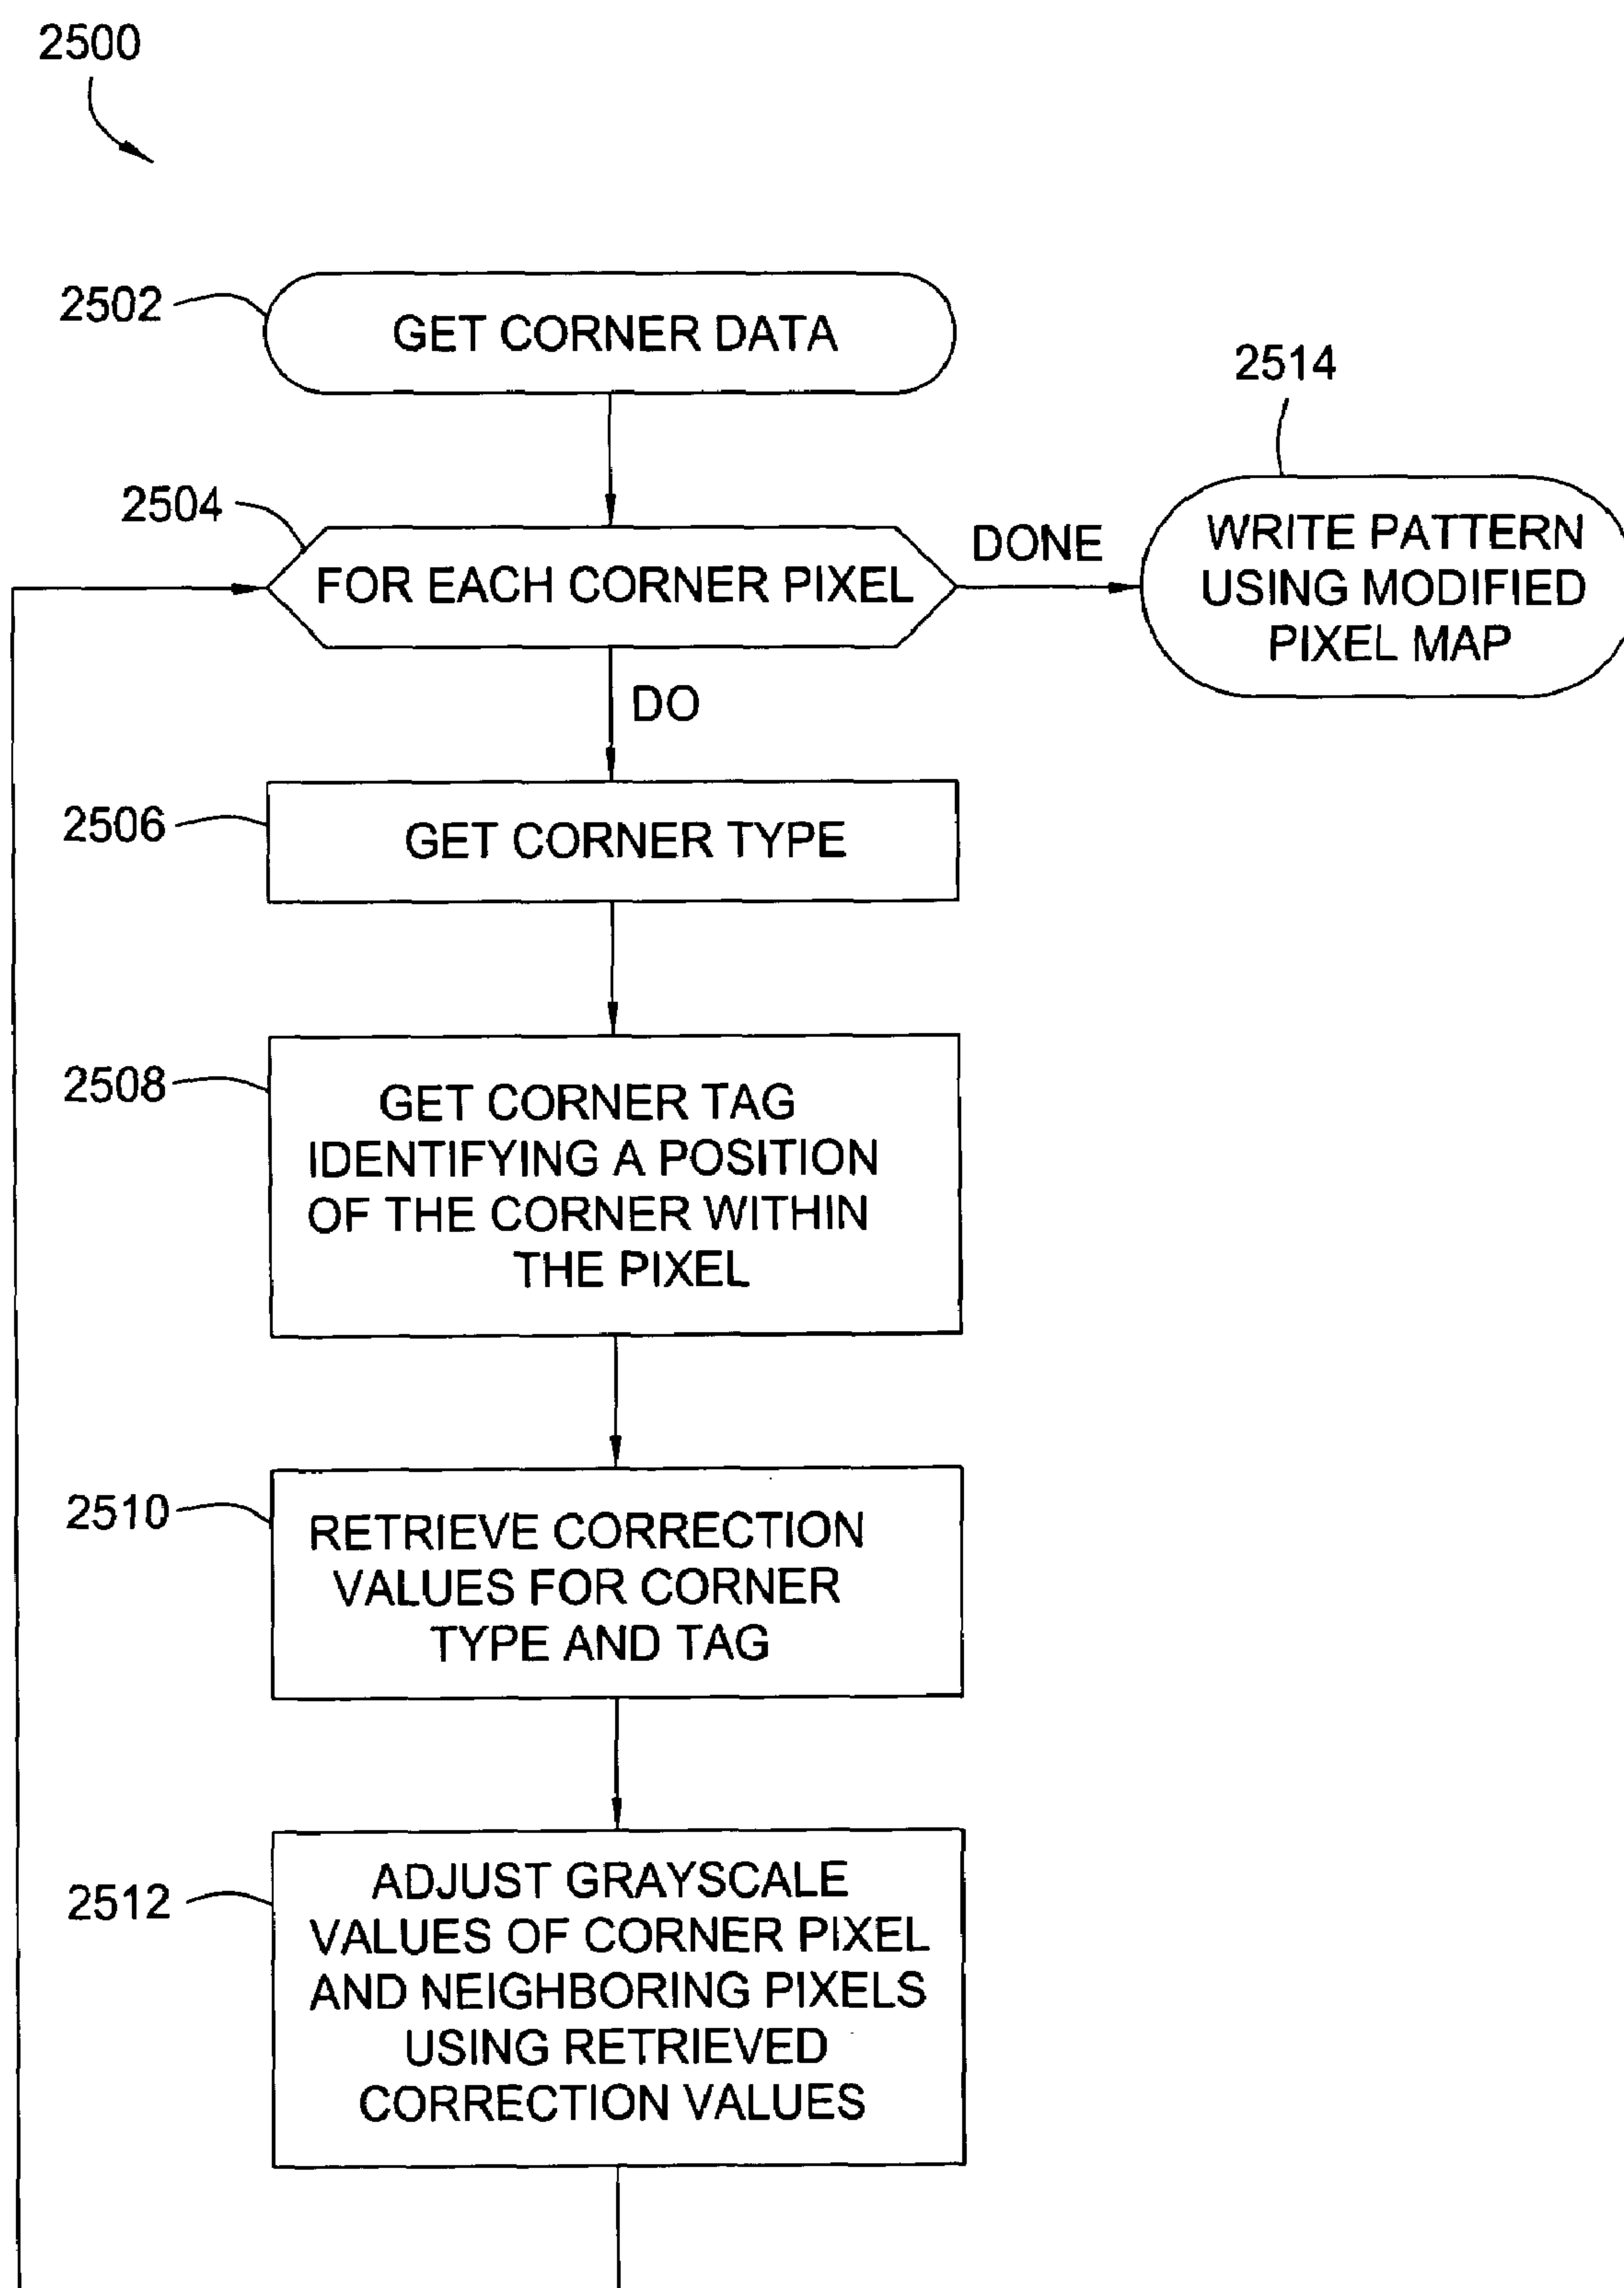 2500
2502
GET CORNER DATA
2514
2504
FOR EACH CORNER PIXEL
DONE
WRITE PATTERN
USING MODIFIED
PIXEL MAP
DO
2506
GET CORNER TYPE
2508
GET CORNER TAG
IDENTIFYING A POSITION
OF THE CORNER WITHIN
THE PIXEL
2510
RETRIEVE CORRECTION
VALUES FOR CORNER
TYPE AND TAG
2512
ADJUST GRAYSCALE
VALUES OF CORNER PIXEL
AND NEIGHBORING PIXELS
USING RETRIEVED
CORRECTION VALUES